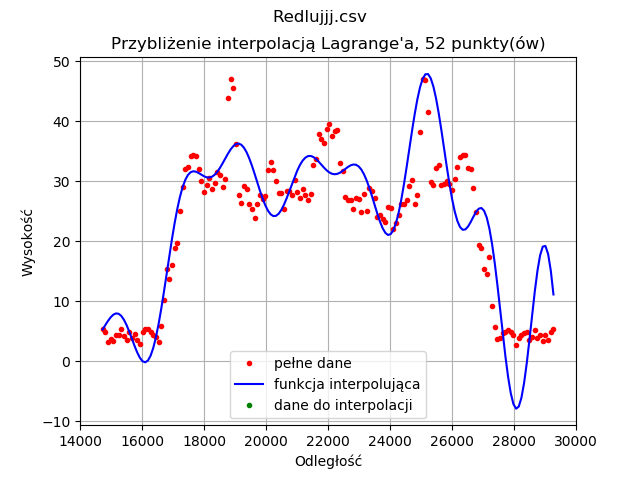 Redlujjj.csv
Przybliżenie interpolacją Lagrange'a, 52 punkty(ów)
50
40
30
20
10
0
−10
Wysokość
pełne dane
funkcja interpolująca
dane do interpolacji
14000 16000 18000 20000 22000 24000 26000 28000 30000
Odległość